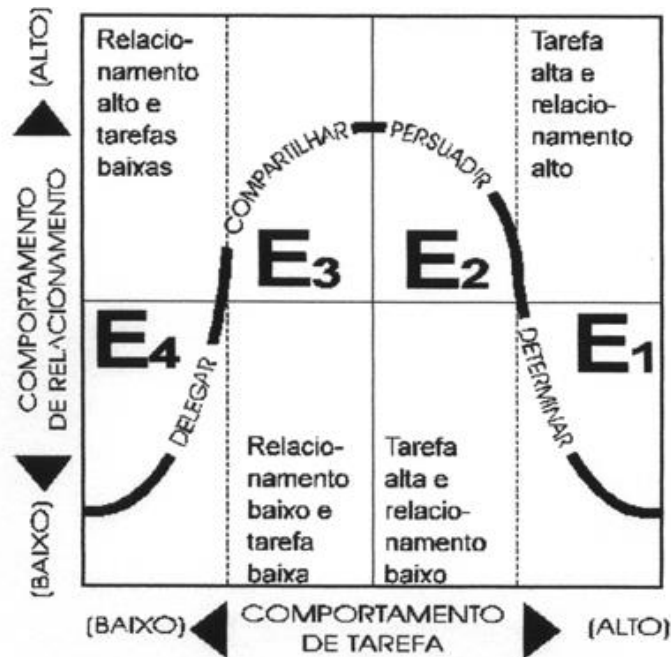 (ALTO)
COMPORTAMENTO
DE RELACIONAMENTO
(BAIXO)
Relacio-
namento
alto e
tarefas
baixas
Tarefa
alta e
relacio-
namento
alto
COMPARTILHAR
PERSUADIR
E3
E2
E4
E1
DELEGAR
DETERMINAR
Relacio-
namento
baixo e
tarefa
baixa
Tarefa
alta e
relacio-
namento
baixo
(BAIXO)
COMPORTAMENTO
DE TAREFA
(ALTO)